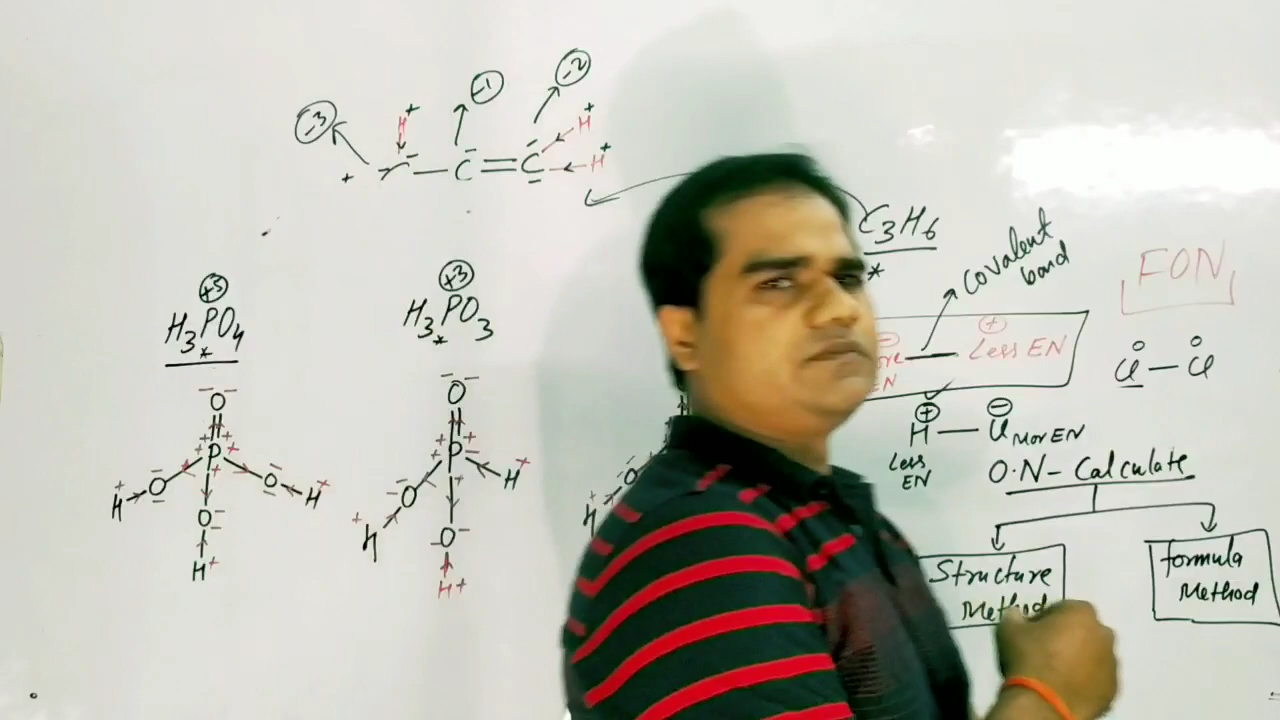 -3
-1
-2
H+
H+
+
C = C
H+
C3H6
*
covalent
bond
FON
+5
H3PO4
*
+3
H3PO3
*
⊕
Less EN
Cl — Cl
⊕ ⊖
H — Cl More EN
Less
EN
O.N - Calculate
Structure
Method
formula
Method
O
P
O O
H H
O
H+
O
P
H
O
H
O
H+
O
H